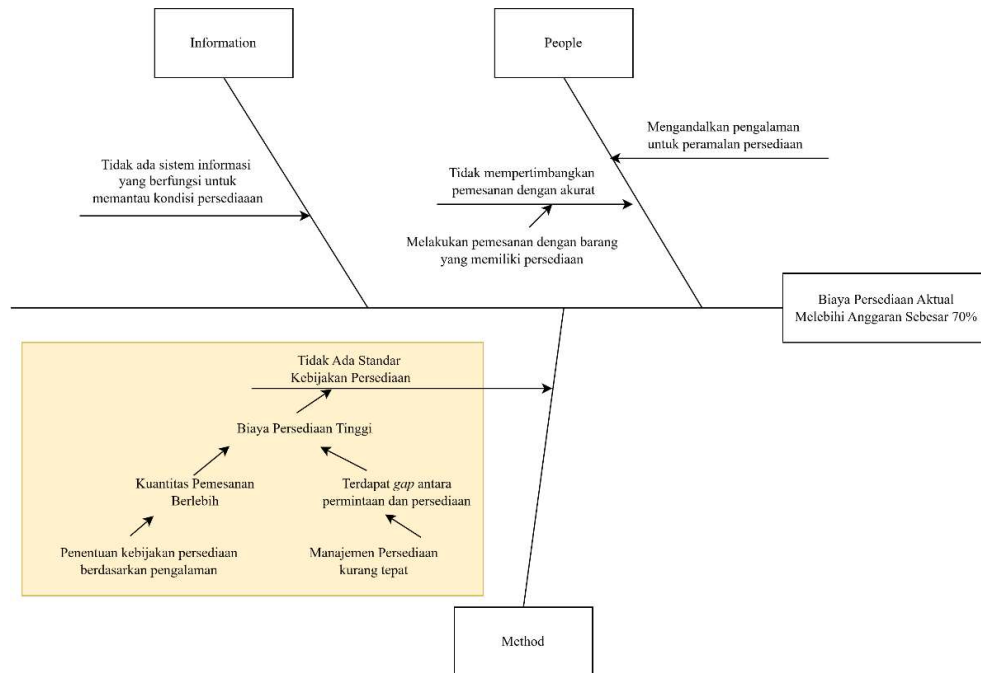 Information
People
Mengandalkan pengalaman
untuk peramalan persediaan
Tidak ada sistem informasi
yang berfungsi untuk
memantau kondisi persediaaan
Tidak mempertimbangkan
pemesanan dengan akurat
Melakukan pemesanan dengan barang
yang memiliki persediaan
Biaya Persediaan Aktual
Melebihi Anggaran Sebesar 70%
Tidak Ada Standar
Kebijakan Persediaan
Biaya Persediaan Tinggi
Kuantitas Pemesanan
Berlebih
Terdapat gap antara
permintaan dan persediaan
Penentuan kebijakan persediaan
berdasarkan pengalaman
Manajemen Persediaan
kurang tepat
Method